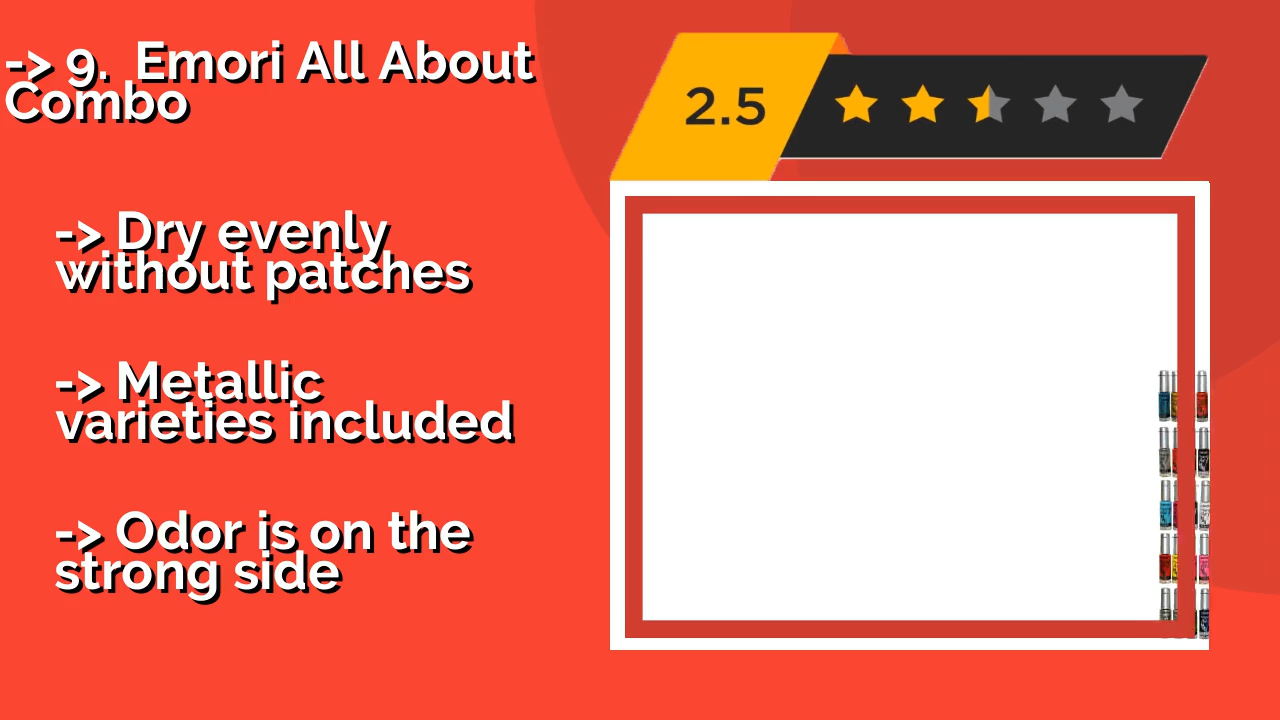 -> 9.  Emori All About
Combo
2.5
-> Dry evenly
without patches
-> Metallic
varieties included
-> Odor is on the
strong side